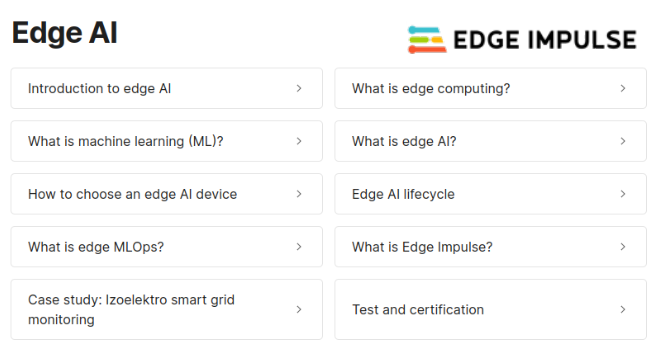 Edge AI
EDGE IMPULSE
Introduction to edge AI
What is edge computing?
What is machine learning (ML)?
What is edge AI?
How to choose an edge AI device
Edge AI lifecycle
What is edge MLOps?
What is Edge Impulse?
Case study: Izoelektro smart grid
monitoring
Test and certification